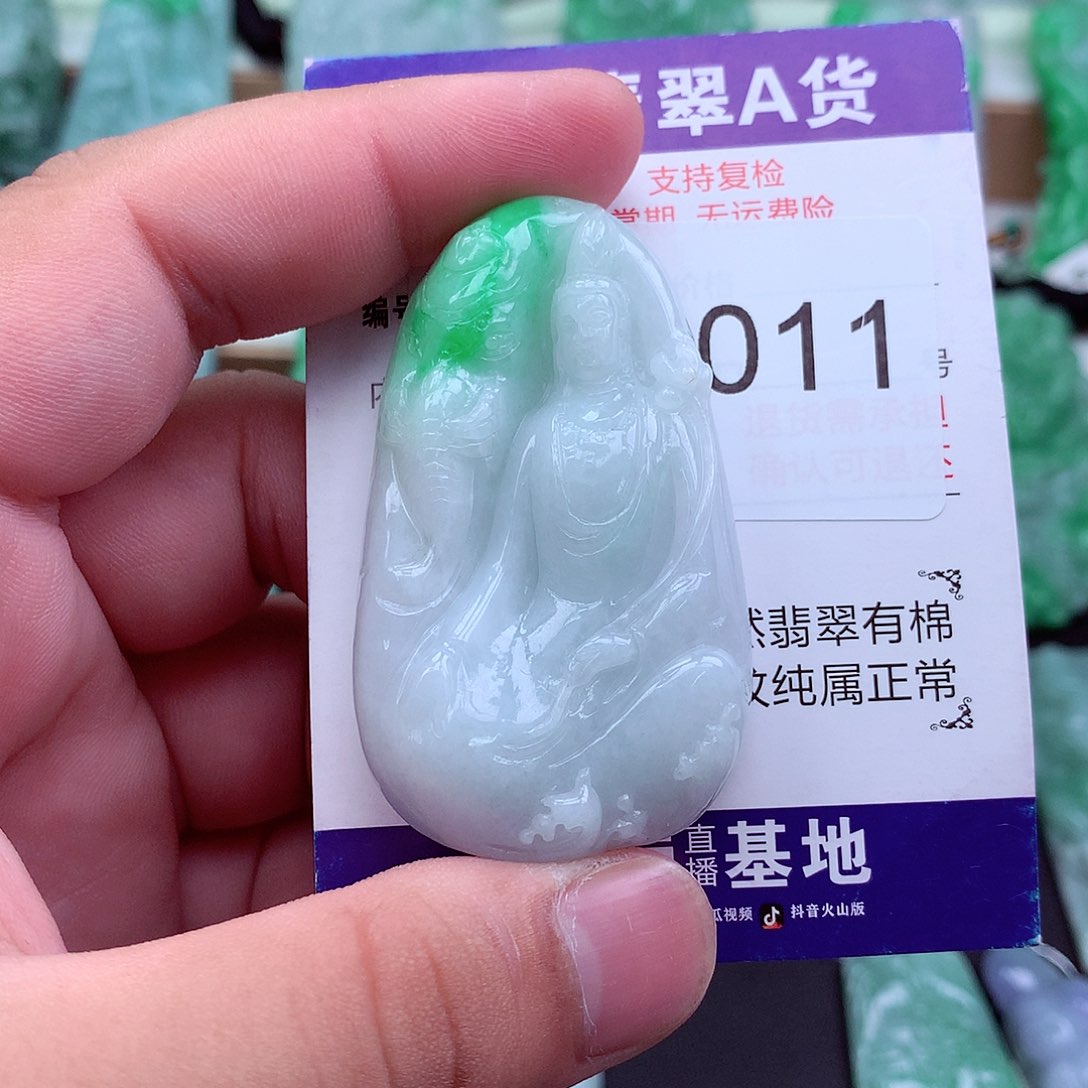 翠A货
支持复检
无运费险
编号
011
号
退货需承担
确认可退还
然翡翠有棉
纹纯属正常
直播基地
瓜视频 抖音火山版